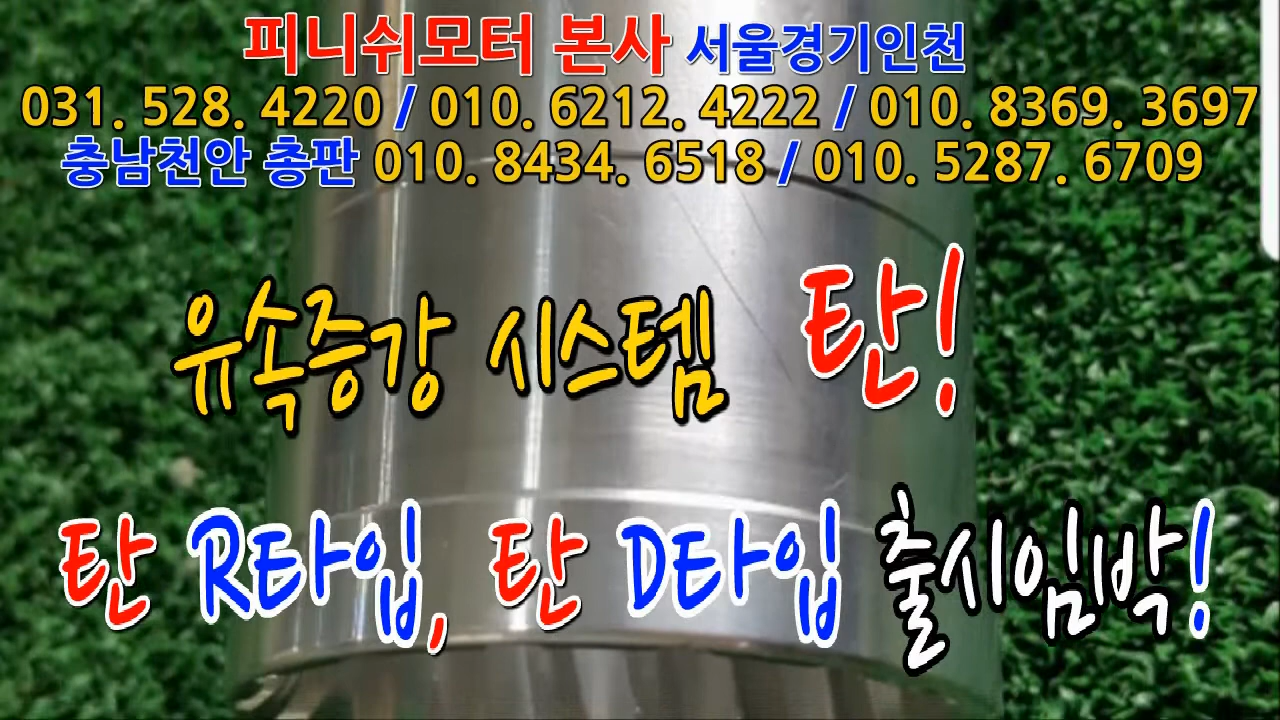 피니쉬모터 본사 서울경기인천
031. 528. 4220 / 010. 6212. 4222 / 010. 8369. 3697
충남천안 총판 010. 8434. 6518 / 010. 5287. 6709
유속증강 시스템 탄!
탄 R타입, 탄 D타입 출시임박!